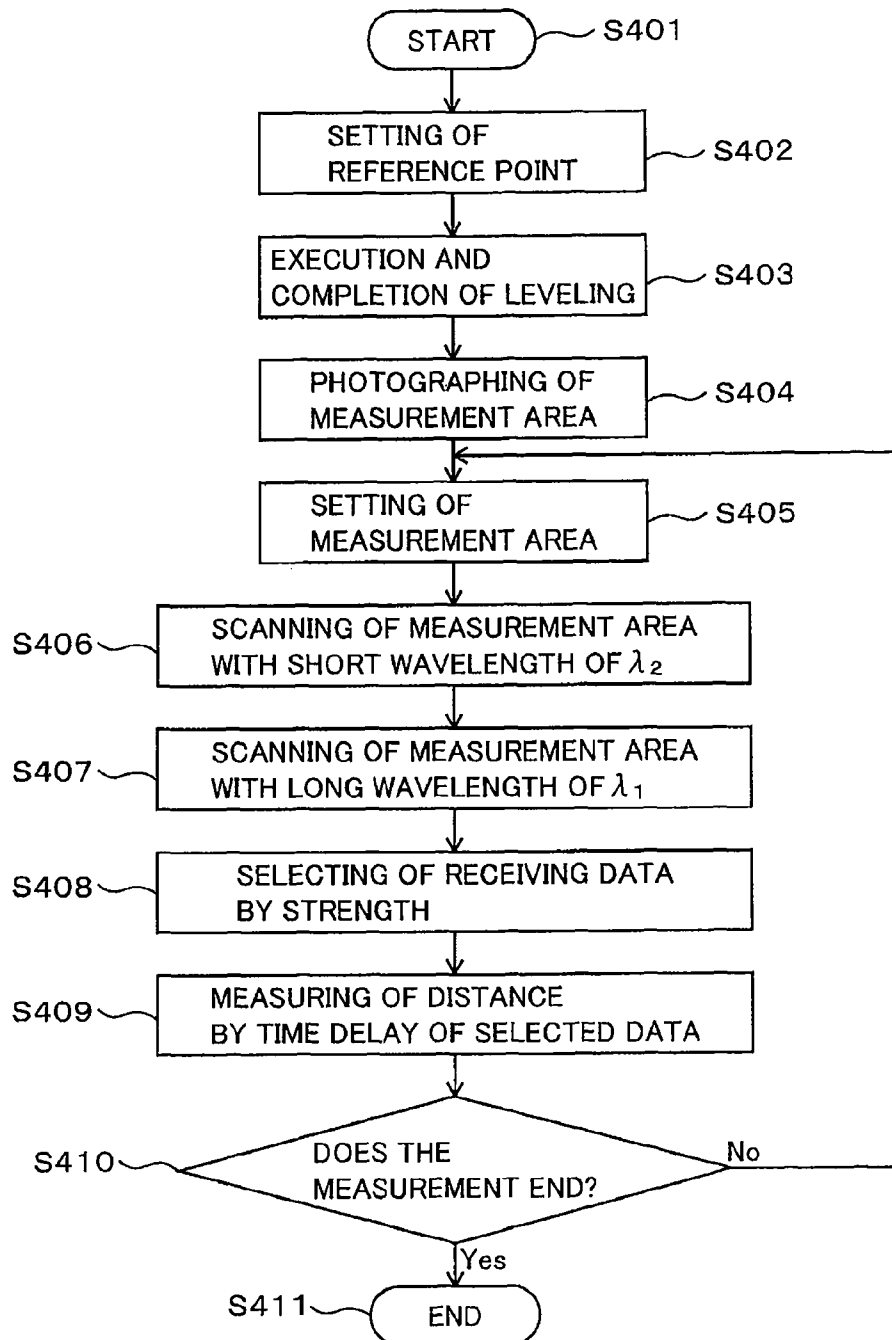 START
S401
SETTING OF
REFERENCE POINT
S402
EXECUTION AND
COMPLETION OF LEVELING
S403
PHOTOGRAPHING OF
MEASUREMENT AREA
S404
SETTING OF
MEASUREMENT AREA
S405
S406
SCANNING OF MEASUREMENT AREA
WITH SHORT WAVELENGTH OF λ₂
S407
SCANNING OF MEASUREMENT AREA
WITH LONG WAVELENGTH OF λ₁
S408
SELECTING OF RECEIVING DATA
BY STRENGTH
S409
MEASURING OF DISTANCE
BY TIME DELAY OF SELECTED DATA
S410
DOES THE
MEASUREMENT END?
No
Yes
S411
END